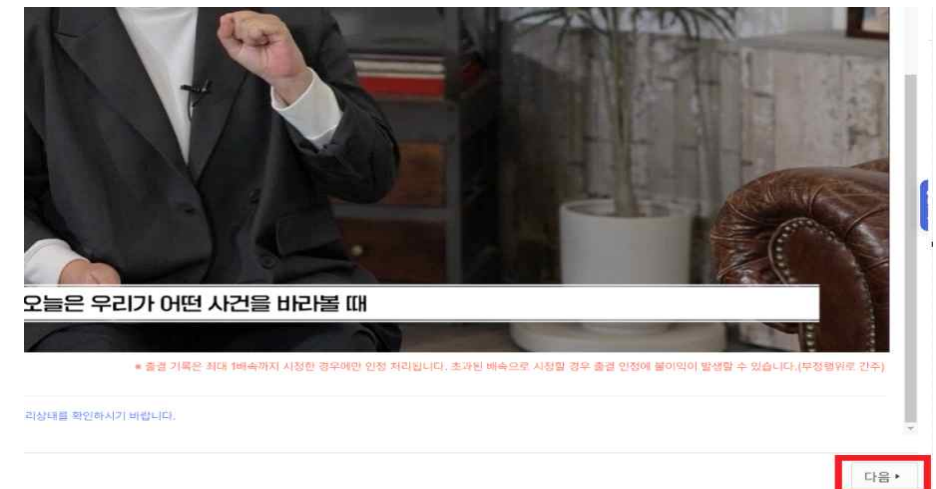 오늘은 우리가 어떤 사건을 바라볼 때
※ 출결 기록은 최대 1배속까지 시청한 경우에만 인정 처리됩니다. 초과된 배속으로 시청할 경우 출결 인정에 불이익이 발생할 수 있습니다.(부정행위로 간주)
리상태를 확인하시기 바랍니다.
다음 ▸